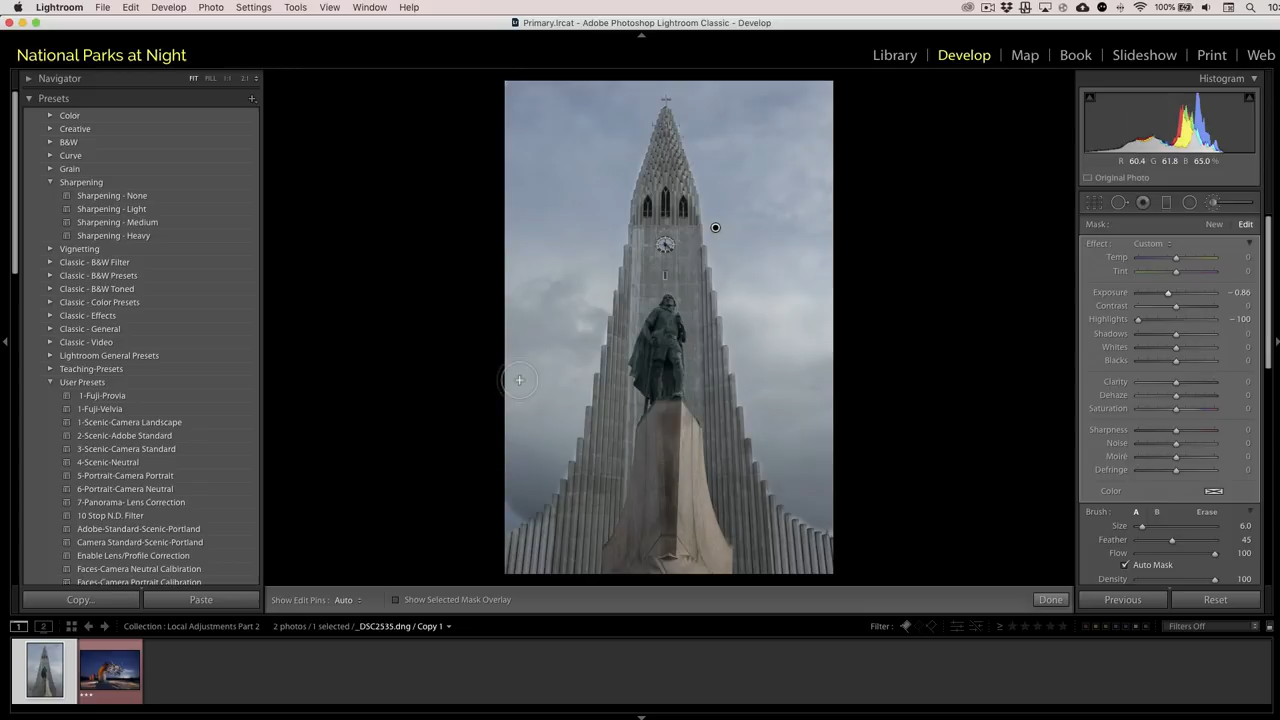 Lightroom File Edit Develop Photo Settings Tools View Window Help 100%
Primary.lrcat - Adobe Photoshop Lightroom Classic - Develop
National Parks at Night Library Develop Map Book Slideshow Print Web
Navigator FIT FILL 1:1 2:1
Histogram
Presets
Color
Creative
B&W
Curve
Grain
Sharpening
Sharpening - None
Sharpening - Light
Sharpening - Medium
Sharpening - Heavy
Vignetting
Classic - B&W Filter
Classic - B&W Presets
Classic - B&W Toned
Classic - Color Presets
Classic - Effects
Classic - General
Classic - Video
Lightroom General Presets
Teaching-Presets
User Presets
1-Fuji-Provia
1-Fuji-Velvia
1-Scenic-Camera Landscape
2-Scenic-Adobe Standard
3-Scenic-Camera Standard
4-Scenic-Neutral
5-Portrait-Camera Portrait
6-Portrait-Camera Neutral
7-Panorama- Lens Correction
10 Stop N.D. Filter
Adobe-Standard-Scenic-Portland
Camera Standard-Scenic-Portland
Enable Lens/Profile Correction
Faces-Camera Neutral Calibration
Faces-Camera Portrait Calibration
Copy... Paste
R 60.4 G 61.8 B 65.0 %
Original Photo
Mask : New Edit
Effect : Custom
Temp 0
Tint 0
Exposure – 0.86
Contrast 0
Highlights – 100
Shadows 0
Whites 0
Blacks 0
Clarity 0
Dehaze 0
Saturation 0
Sharpness 0
Noise 0
Moiré 0
Defringe 0
Color
Brush : A B Erase
Size 6.0
Feather 45
Flow 100
Auto Mask
Density 100
Show Edit Pins : Auto Show Selected Mask Overlay Done
Previous Reset
1 2 Collection : Local Adjustments Part 2 2 photos / 1 selected / _DSC2535.dng / Copy 1 Filter : Filters Off